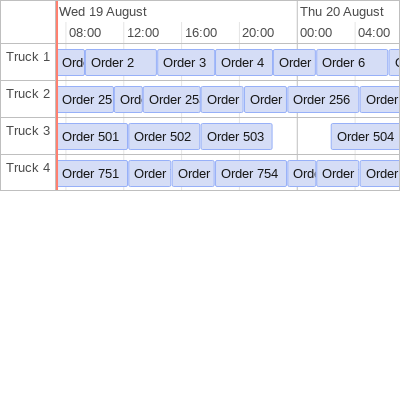 Wed 19 August Thu 20 August
08:00 12:00 16:00 20:00 00:00 04:00
Truck 1 Order 2 Order 3 Order 4 Order Order 6
Truck 2 Order 25 Order 25 Order Order Order 256 Order
Truck 3 Order 501 Order 502 Order 503 Order 504
Truck 4 Order 751 Order Order Order 754 Order Order